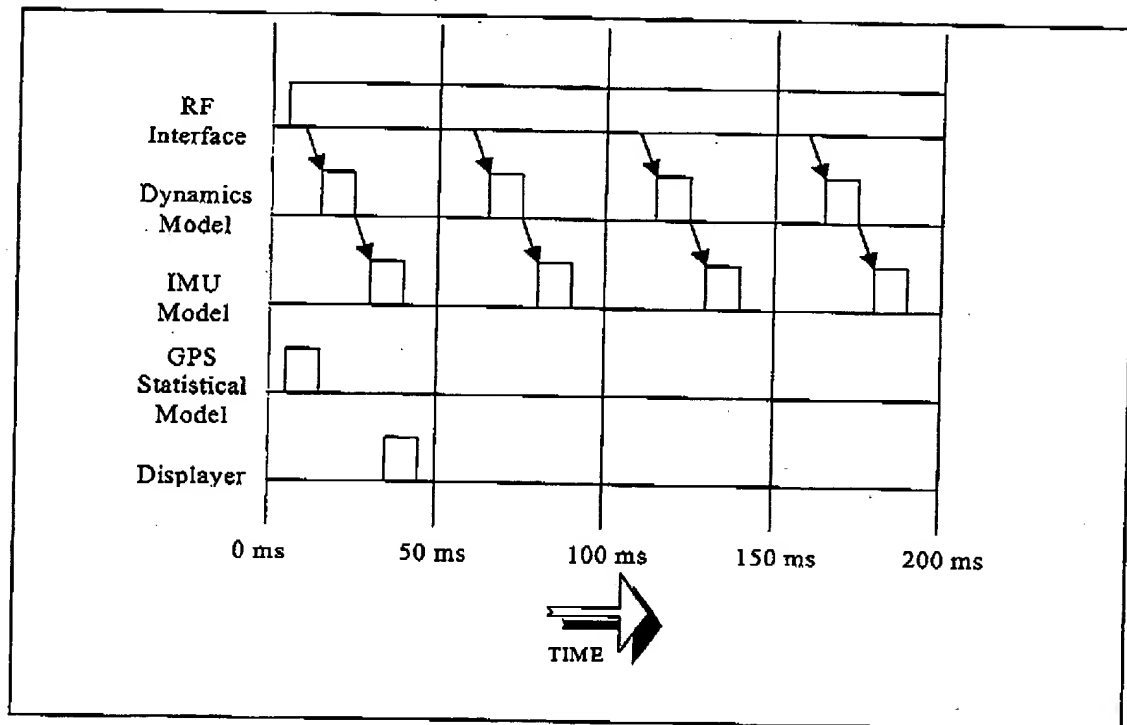 RF
Interface
Dynamics
Model
IMU
Model
GPS
Statistical
Model
Displayer
0 ms
50 ms
100 ms
150 ms
200 ms
TIME